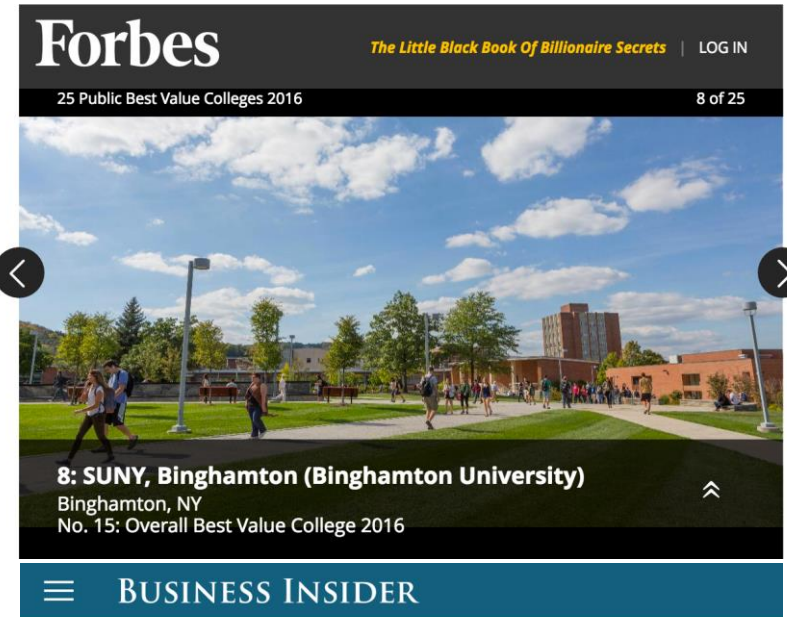 Forbes
The Little Black Book Of Billionaire Secrets | LOG IN
25 Public Best Value Colleges 2016 8 of 25
8: SUNY, Binghamton (Binghamton University)
Binghamton, NY
No. 15: Overall Best Value College 2016
BUSINESS INSIDER